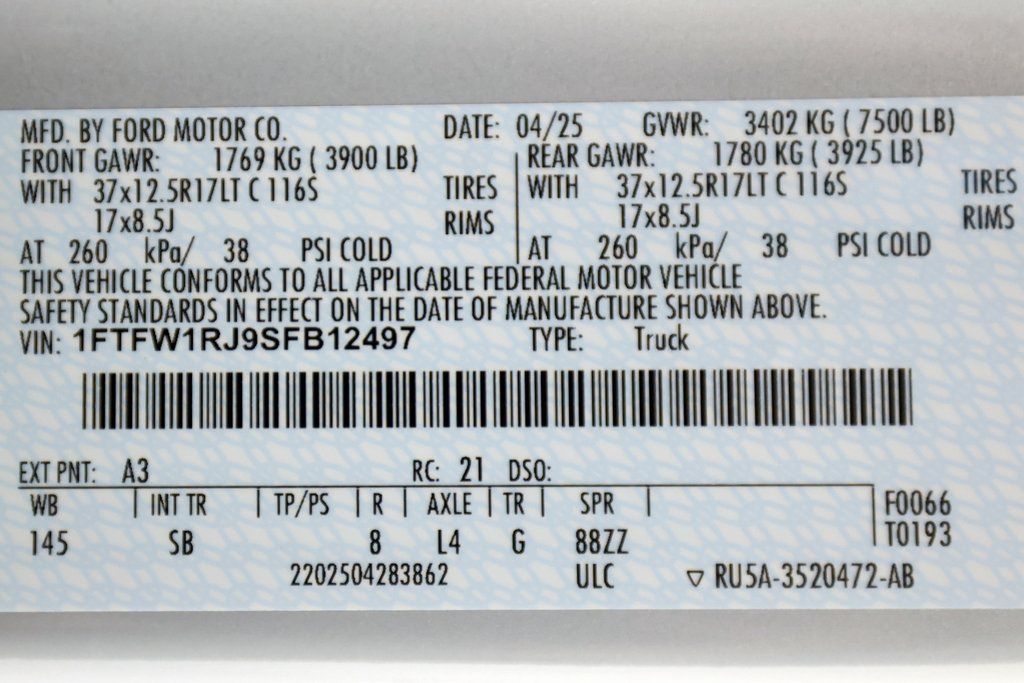 MFD. BY FORD MOTOR CO. DATE: 04/25 GVWR: 3402 KG ( 7500 LB)
FRONT GAWR: 1769 KG ( 3900 LB) REAR GAWR: 1780 KG ( 3925 LB)
WITH 37x12.5R17LT C 116S TIRES WITH 37x12.5R17LT C 116S TIRES
17x8.5J RIMS 17x8.5J RIMS
AT 260 kPa/ 38 PSI COLD AT 260 kPa/ 38 PSI COLD
THIS VEHICLE CONFORMS TO ALL APPLICABLE FEDERAL MOTOR VEHICLE
SAFETY STANDARDS IN EFFECT ON THE DATE OF MANUFACTURE SHOWN ABOVE.
VIN: 1FTFW1RJ9SFB12497 TYPE: Truck
EXT PNT: A3 RC: 21 DSO:
WB INT TR TP/PS R AXLE TR SPR F0066
145 SB 8 L4 G 88ZZ T0193
2202504283862 ULC ▽ RU5A-3520472-AB